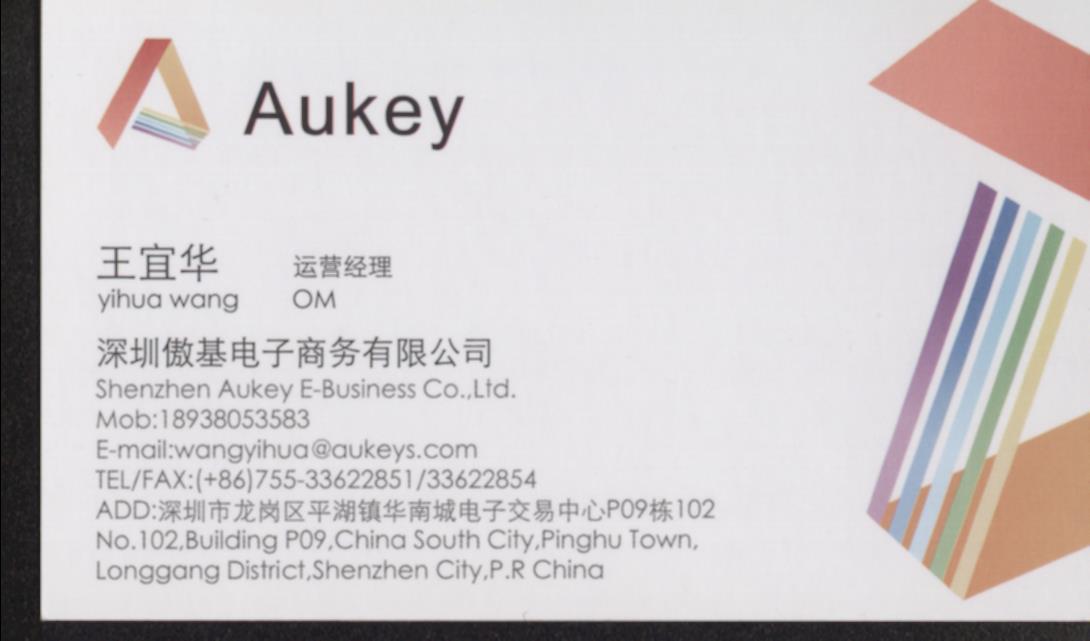 Aukey
王宜华 运营经理
yihua wang OM
深圳傲基电子商务有限公司
Shenzhen Aukey E-Business Co.,Ltd.
Mob:18938053583
E-mail:wangyihua@aukeys.com
TEL/FAX:(+86)755-33622851/33622854
ADD:深圳市龙岗区平湖镇华南城电子交易中心P09栋102
No.102,Building P09,China South City,Pinghu Town,
Longgang District,Shenzhen City,P.R China